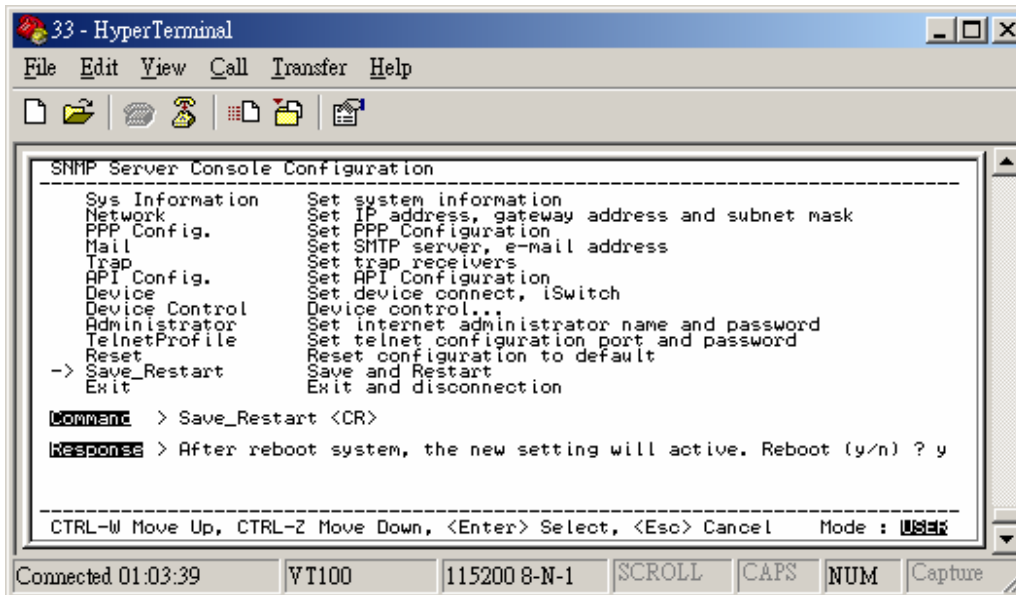 33 - HyperTerminal
File Edit View Call Transfer Help
SNMP Server Console Configuration
Sys Information Set system information
Network Set IP address, gateway address and subnet mask
PPP Config. Set PPP Configuration
Mail Set SMTP server, e-mail address
Trap Set trap receivers
API Config. Set API Configuration
Device Set device connect, iSwitch
Device Control Device control...
Administrator Set internet administrator name and password
TelnetProfile Set telnet configuration port and password
Reset Reset configuration to default
-> Save_Restart Save and Restart
Exit Exit and disconnection
Command > Save_Restart <CR>
Response > After reboot system, the new setting will active. Reboot (y/n) ? y
CTRL-W Move Up, CTRL-Z Move Down, <Enter> Select, <Esc> Cancel Mode : USER
Connected 01:03:39 VT100 115200 8-N-1 SCROLL CAPS NUM Capture